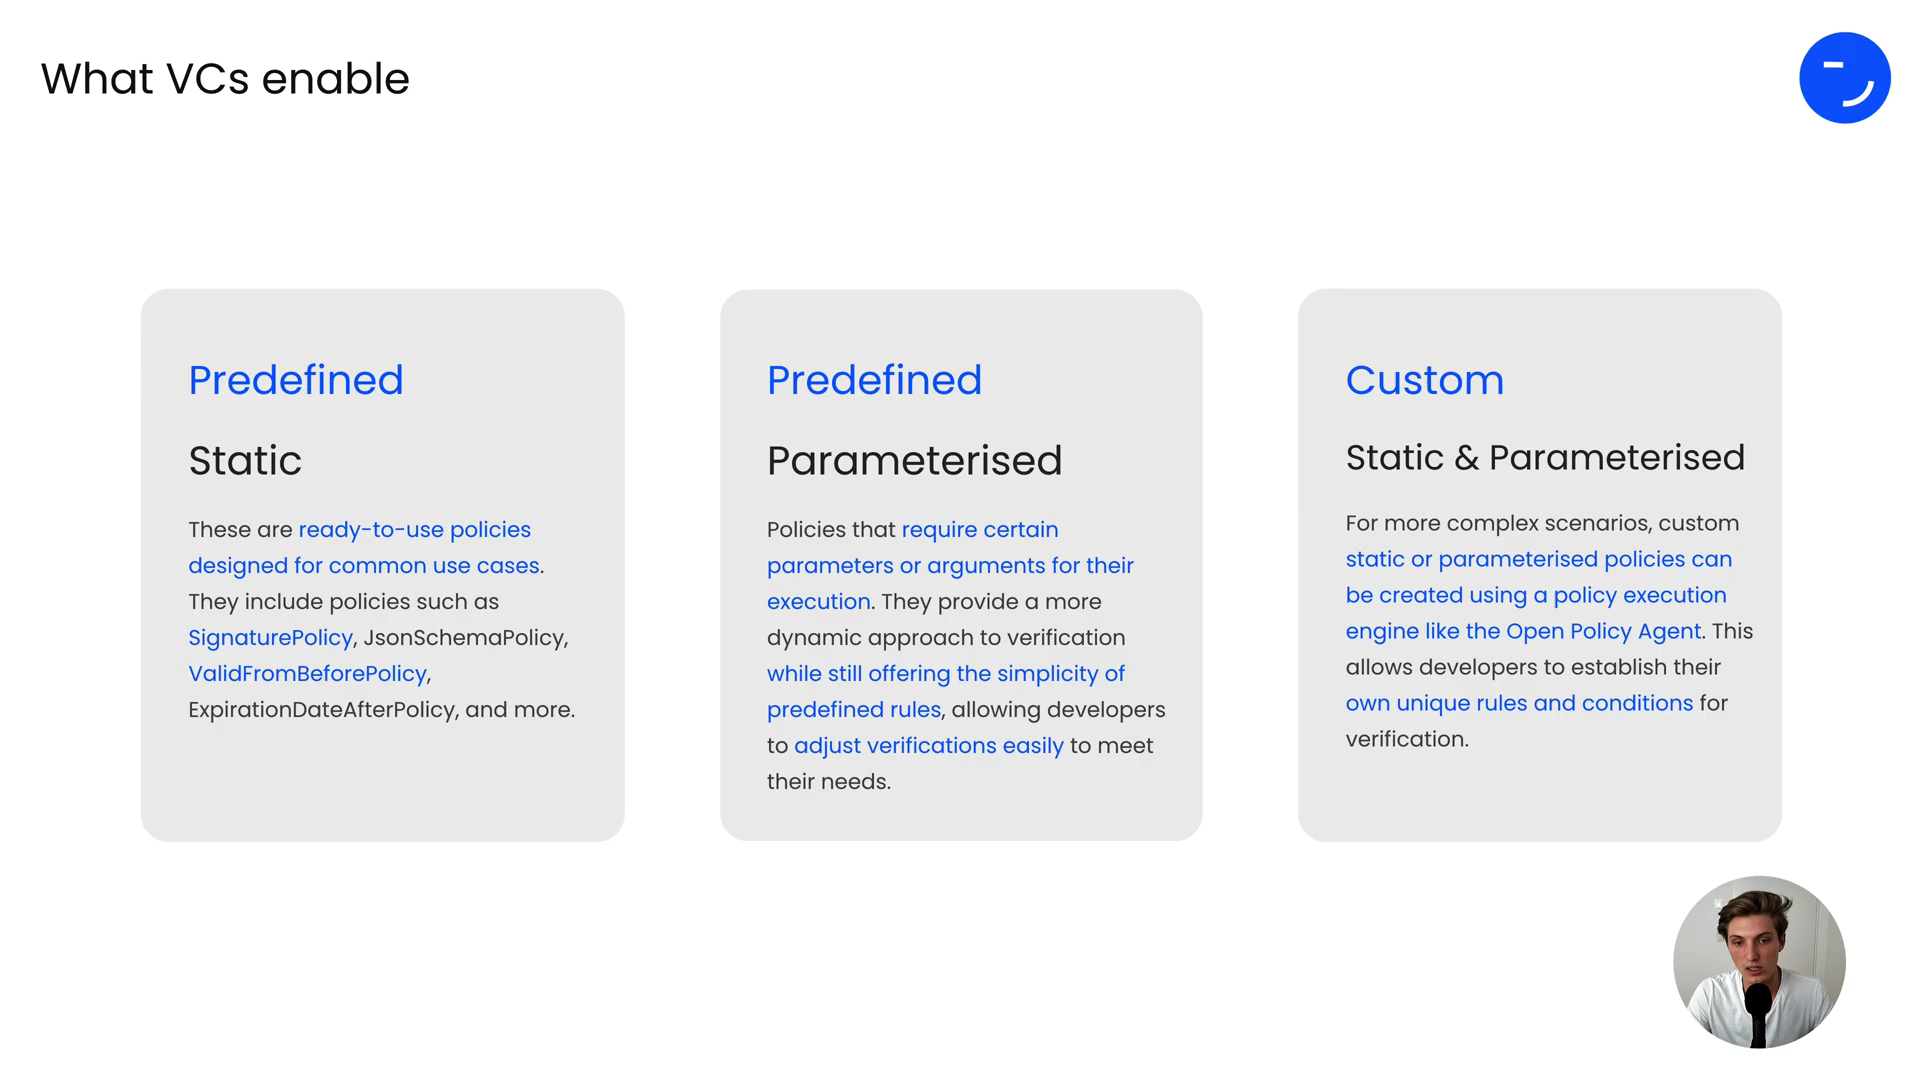 What VCs enable
Predefined
Static
These are ready-to-use policies
designed for common use cases.
They include policies such as
SignaturePolicy, JsonSchemaPolicy,
ValidFromBeforePolicy,
ExpirationDateAfterPolicy, and more.
Predefined
Parameterised
Policies that require certain
parameters or arguments for their
execution. They provide a more
dynamic approach to verification
while still offering the simplicity of
predefined rules, allowing developers
to adjust verifications easily to meet
their needs.
Custom
Static & Parameterised
For more complex scenarios, custom
static or parameterised policies can
be created using a policy execution
engine like the Open Policy Agent. This
allows developers to establish their
own unique rules and conditions for
verification.